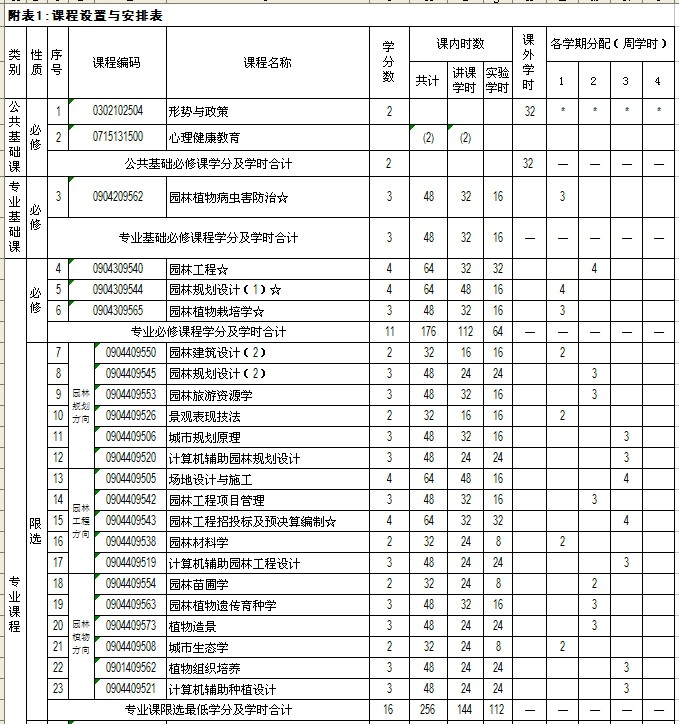 附表1:课程设置与安排表
类别 性质 序号 课程编码 课程名称 学分数 课内时数 课外学时 各学期分配（周学时）
共计 讲课学时 实验学时 1 2 3 4
公共基础课 必修 1 0302102504 形势与政策 2 32 * * * *
2 0715131500 心理健康教育 (2) (2)
公共基础必修课学分及学时合计 2 32 — — — —
专业基础课 必修 3 0904209562 园林植物病虫害防治☆ 3 48 32 16 3
专业基础必修课程学分及学时合计 3 48 32 16 — — — — —
专业课程 必修 4 0904309540 园林工程☆ 4 64 32 32 4
5 0904309544 园林规划设计（1）☆ 4 64 48 16 4
6 0904309565 园林植物栽培学☆ 3 48 32 16 3
专业必修课程学分及学时合计 11 176 112 64 — — — — —
限选 园林规划方向 7 0904409550 园林建筑设计（2） 2 32 16 16 2
8 0904409545 园林规划设计（2） 3 48 24 24 3
9 0904409553 园林旅游资源学 3 48 32 16 3
10 0904409526 景观表现技法 2 32 16 16 2
11 0904409506 城市规划原理 3 48 32 16 3
12 0904409520 计算机辅助园林规划设计 3 48 24 24 3
园林工程方向 13 0904409505 场地设计与施工 4 64 48 16 4
14 0904409542 园林工程项目管理 3 48 32 16 3
15 0904409543 园林工程招投标及预决算编制☆ 4 64 32 32 4
16 0904409538 园林材料学 2 32 24 8 2
17 0904409519 计算机辅助园林工程设计 3 48 24 24 3
园林植物方向 18 0904409554 园林苗圃学 2 32 24 8 2
19 0904409563 园林植物遗传育种学 3 48 32 16 3
20 0904409573 植物造景 3 48 24 24 3
21 0904409508 城市生态学 2 32 24 8 2
22 0901409562 植物组织培养 3 48 24 24 3
23 0904409521 计算机辅助种植设计 3 48 24 24 3
专业课限选最低学分及学时合计 16 256 144 112 — — — — —